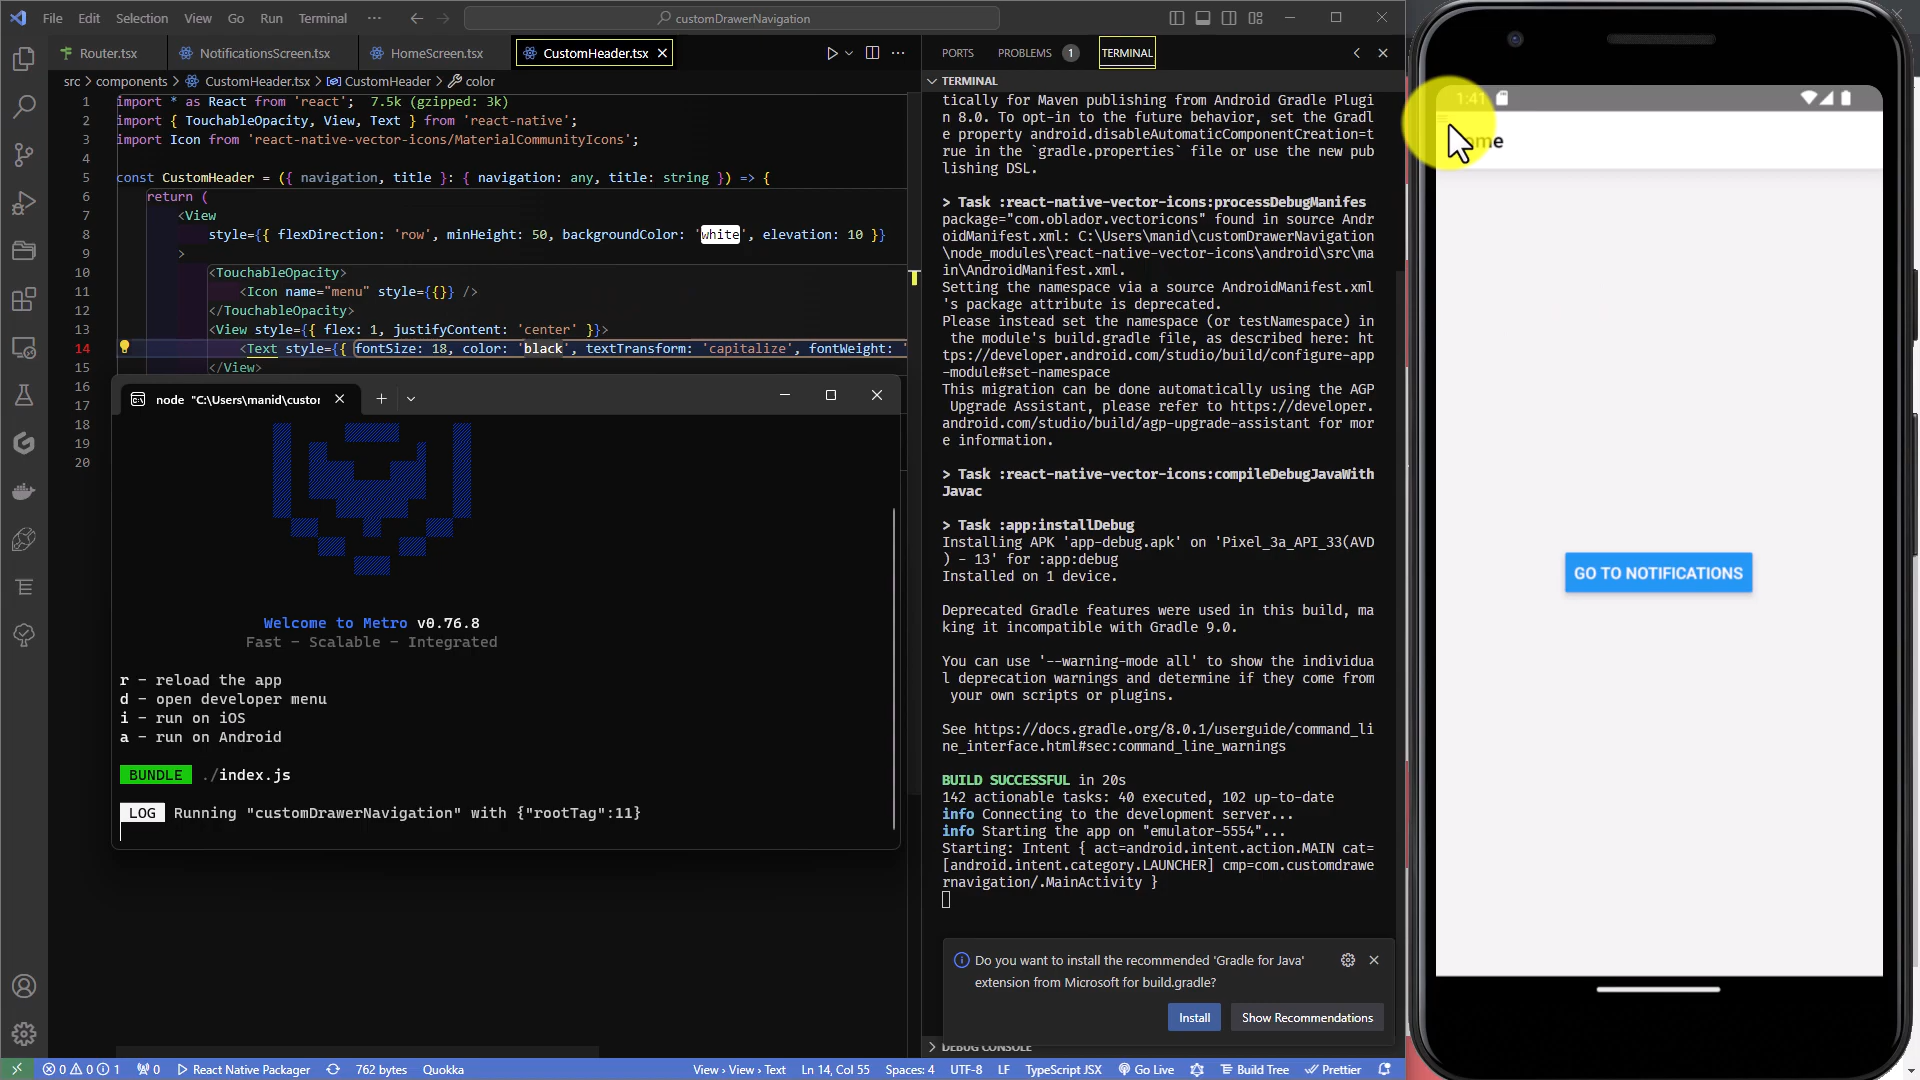 File Edit Selection View Go Run Terminal ··· customDrawerNavigation
Router.tsx NotificationsScreen.tsx HomeScreen.tsx CustomHeader.tsx
src > components > CustomHeader.tsx > CustomHeader > color
1 import * as React from 'react'; 7.5k (gzipped: 3k)
2 import { TouchableOpacity, View, Text } from 'react-native';
3 import Icon from 'react-native-vector-icons/MaterialCommunityIcons';
4
5 const CustomHeader = ({ navigation, title }: { navigation: any, title: string }) => {
6 return (
7 <View
8 style={{ flexDirection: 'row', minHeight: 50, backgroundColor: 'white', elevation: 10 }}
9 >
10 <TouchableOpacity>
11 <Icon name="menu" style={{}} />
12 </TouchableOpacity>
13 <View style={{ flex: 1, justifyContent: 'center' }}>
14 <Text style={{ fontSize: 18, color: 'black', textTransform: 'capitalize', fontWeight: '
15 </View>
16
17
18
19
20
node "C:\Users\manid\custor
Welcome to Metro v0.76.8
Fast - Scalable - Integrated
r - reload the app
d - open developer menu
i - run on iOS
a - run on Android
BUNDLE ./index.js
LOG Running "customDrawerNavigation" with {"rootTag":11}
PORTS PROBLEMS 1 TERMINAL
TERMINAL
tically for Maven publishing from Android Gradle Plugi
n 8.0. To opt-in to the future behavior, set the Gradl
e property android.disableAutomaticComponentCreation=t
rue in the `gradle.properties` file or use the new pub
lishing DSL.
> Task :react-native-vector-icons:processDebugManifes
package="com.oblador.vectoricons" found in source Andr
oidManifest.xml: C:\Users\manid\customDrawerNavigation
\node_modules\react-native-vector-icons\android\src\ma
in\AndroidManifest.xml.
Setting the namespace via a source AndroidManifest.xml
's package attribute is deprecated.
Please instead set the namespace (or testNamespace) in
the module's build.gradle file, as described here: ht
tps://developer.android.com/studio/build/configure-app
-module#set-namespace
This migration can be done automatically using the AGP
Upgrade Assistant, please refer to https://developer.
android.com/studio/build/agp-upgrade-assistant for mor
e information.
> Task :react-native-vector-icons:compileDebugJavaWith
Javac
> Task :app:installDebug
Installing APK 'app-debug.apk' on 'Pixel_3a_API_33(AVD
) - 13' for :app:debug
Installed on 1 device.
Deprecated Gradle features were used in this build, ma
king it incompatible with Gradle 9.0.
You can use '--warning-mode all' to show the individua
l deprecation warnings and determine if they come from
your own scripts or plugins.
See https://docs.gradle.org/8.0.1/userguide/command_li
ne_interface.html#sec:command_line_warnings
BUILD SUCCESSFUL in 20s
142 actionable tasks: 40 executed, 102 up-to-date
info Connecting to the development server...
info Starting the app on "emulator-5554"...
Starting: Intent { act=android.intent.action.MAIN cat=
[android.intent.category.LAUNCHER] cmp=com.customdrawe
rnavigation/.MainActivity }
Do you want to install the recommended 'Gradle for Java'
extension from Microsoft for build.gradle?
Install Show Recommendations
DEBUG CONSOLE
0 0 1 0 React Native Packager 762 bytes Quokka View › View › Text Ln 14, Col 55 Spaces: 4 UTF-8 LF TypeScript JSX Go Live Build Tree Prettier
1:41
ome
GO TO NOTIFICATIONS